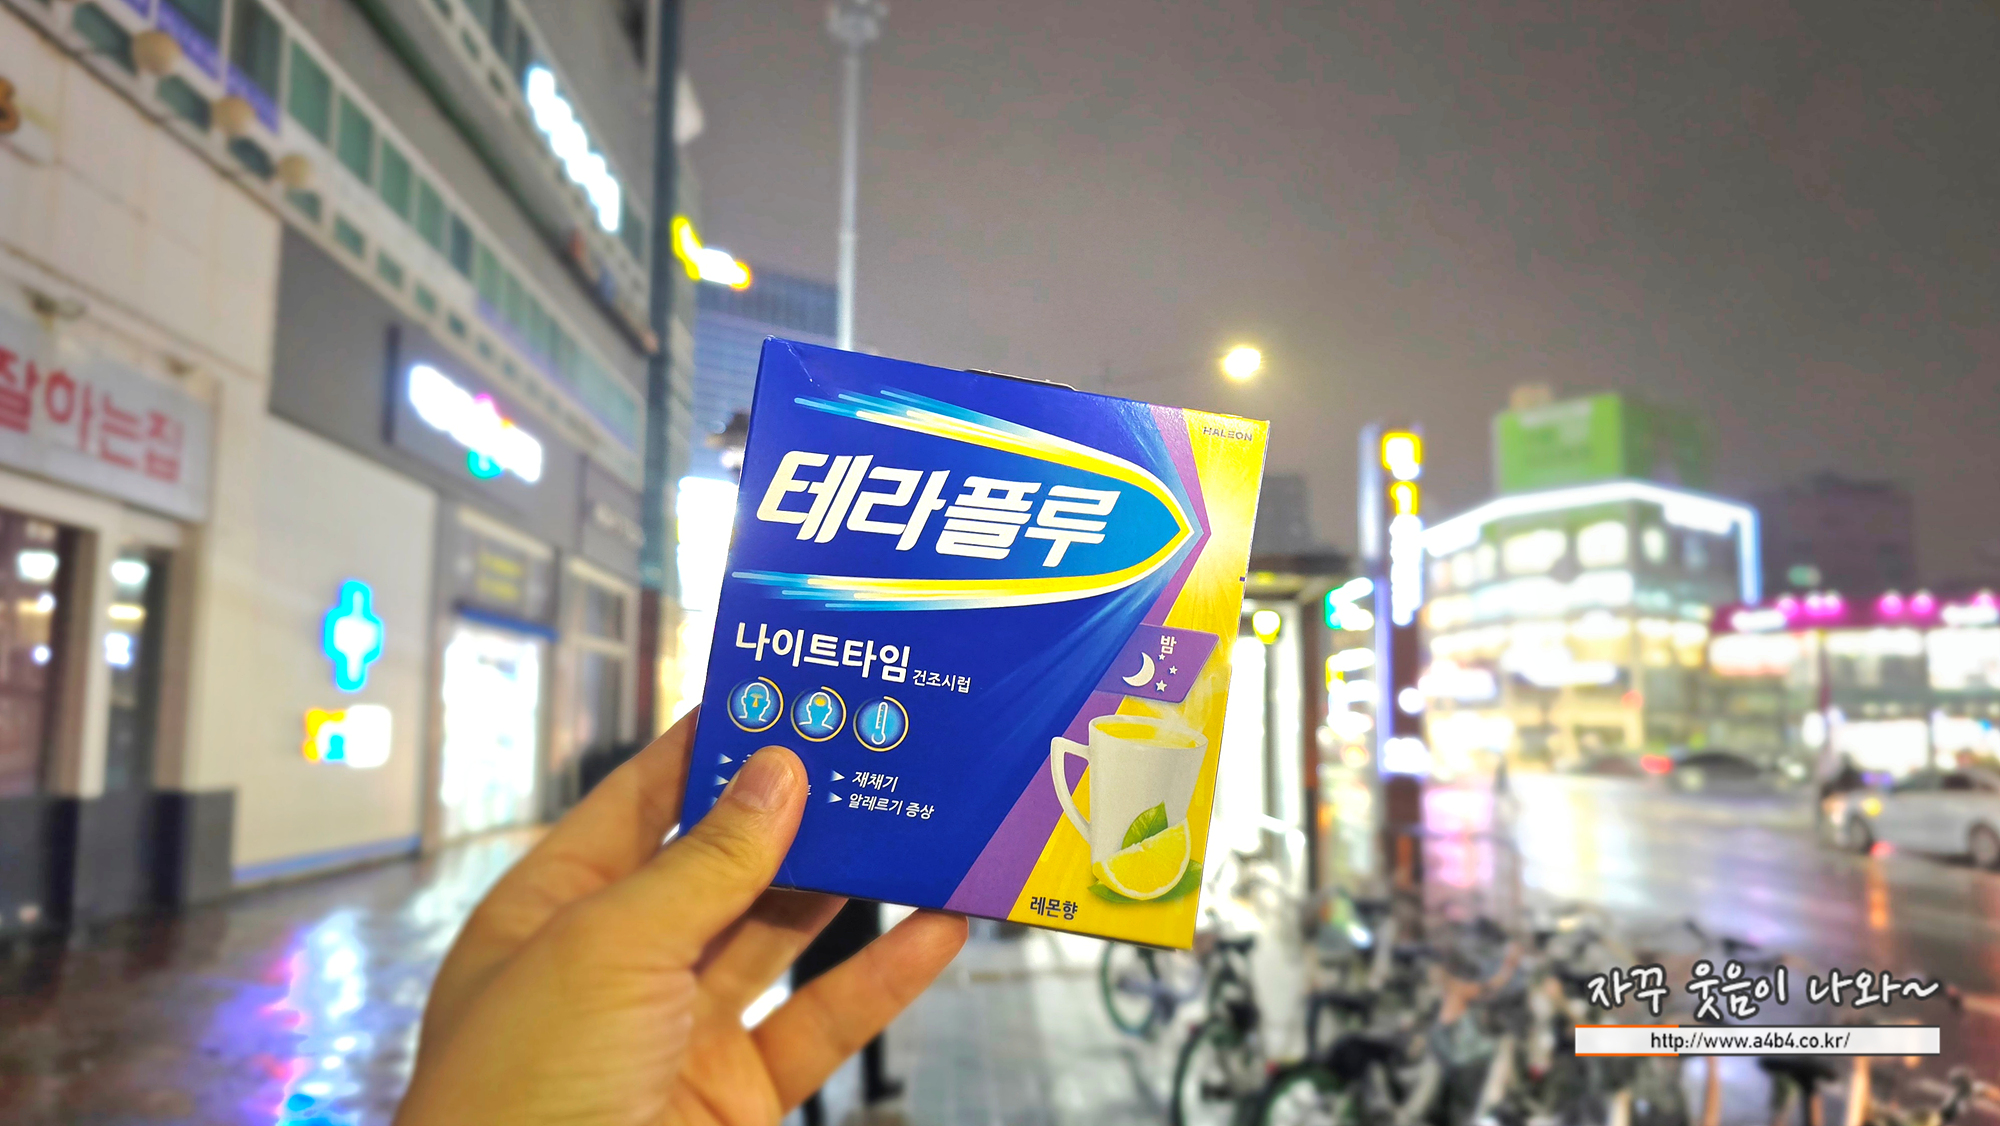 잘하는집
HALEON
테라플루
밤
나이트타임 건조시럽
재채기
알레르기 증상
레몬향
자꾸 웃음이 나와~
http://www.a4b4.co.kr/